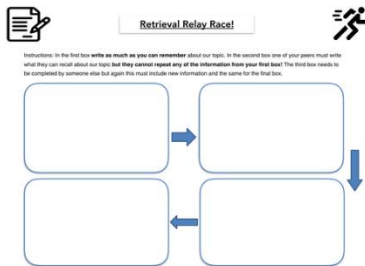 Retrieval Relay Race!
Instructions: In the first box write as much as you can remember about our topic. In the second box one of your peers must write
what they can recall about our topic but they cannot repeat any of the information from your first box! The third box needs to
be completed by someone else but again this must include new information and the same for the final box.